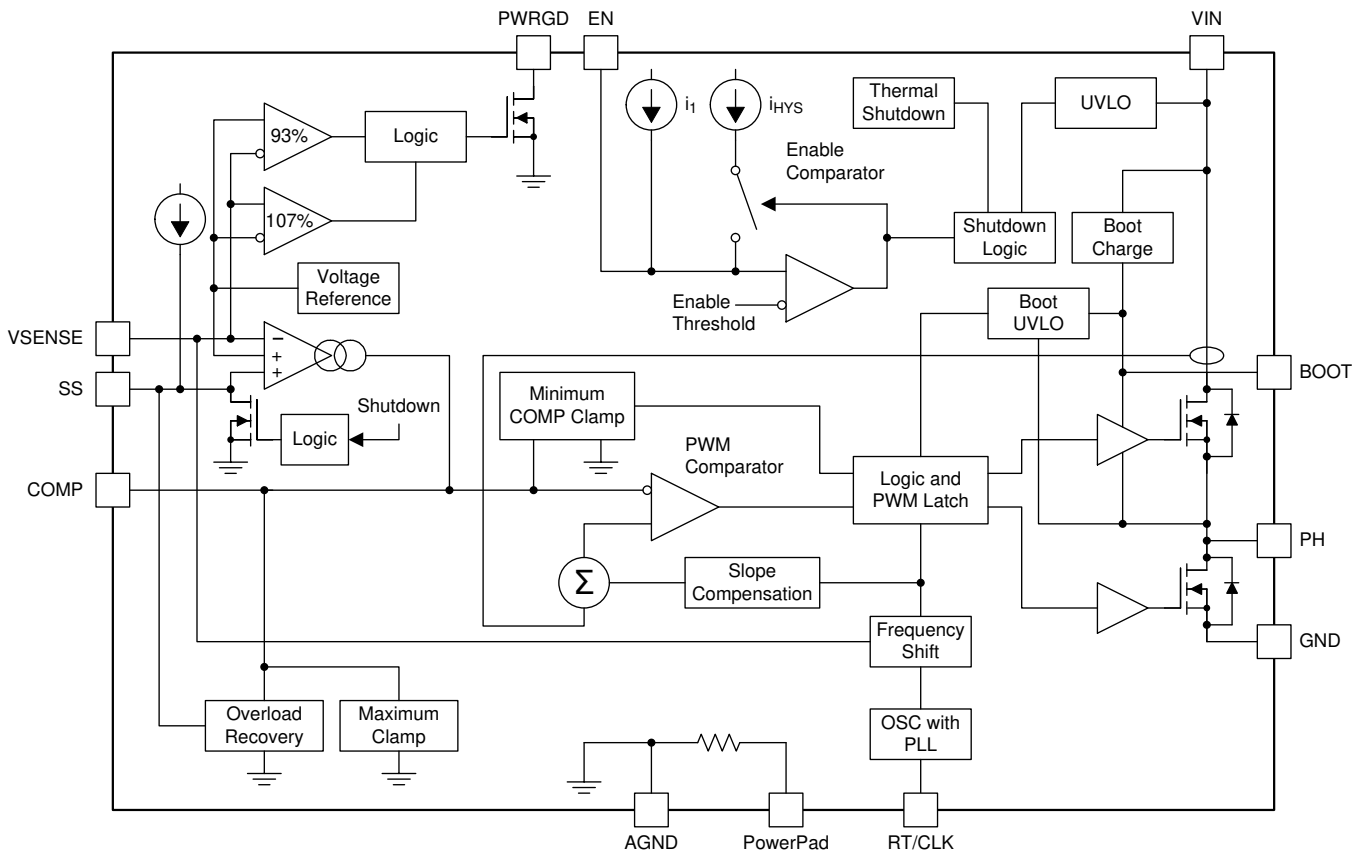 PWRGD EN VIN
93%
Logic
i1
iHYS
Thermal
Shutdown
UVLO
Enable
Comparator
107%
Shutdown
Logic
Boot
Charge
Voltage
Reference
Enable
Threshold
Boot
UVLO
VSENSE
−
+
+
SS
BOOT
Shutdown
Logic
Minimum
COMP Clamp
PWM
Comparator
COMP
Logic and
PWM Latch
PH
Σ
Slope
Compensation
Frequency
Shift
GND
Overload
Recovery
Maximum
Clamp
OSC with
PLL
AGND PowerPad RT/CLK